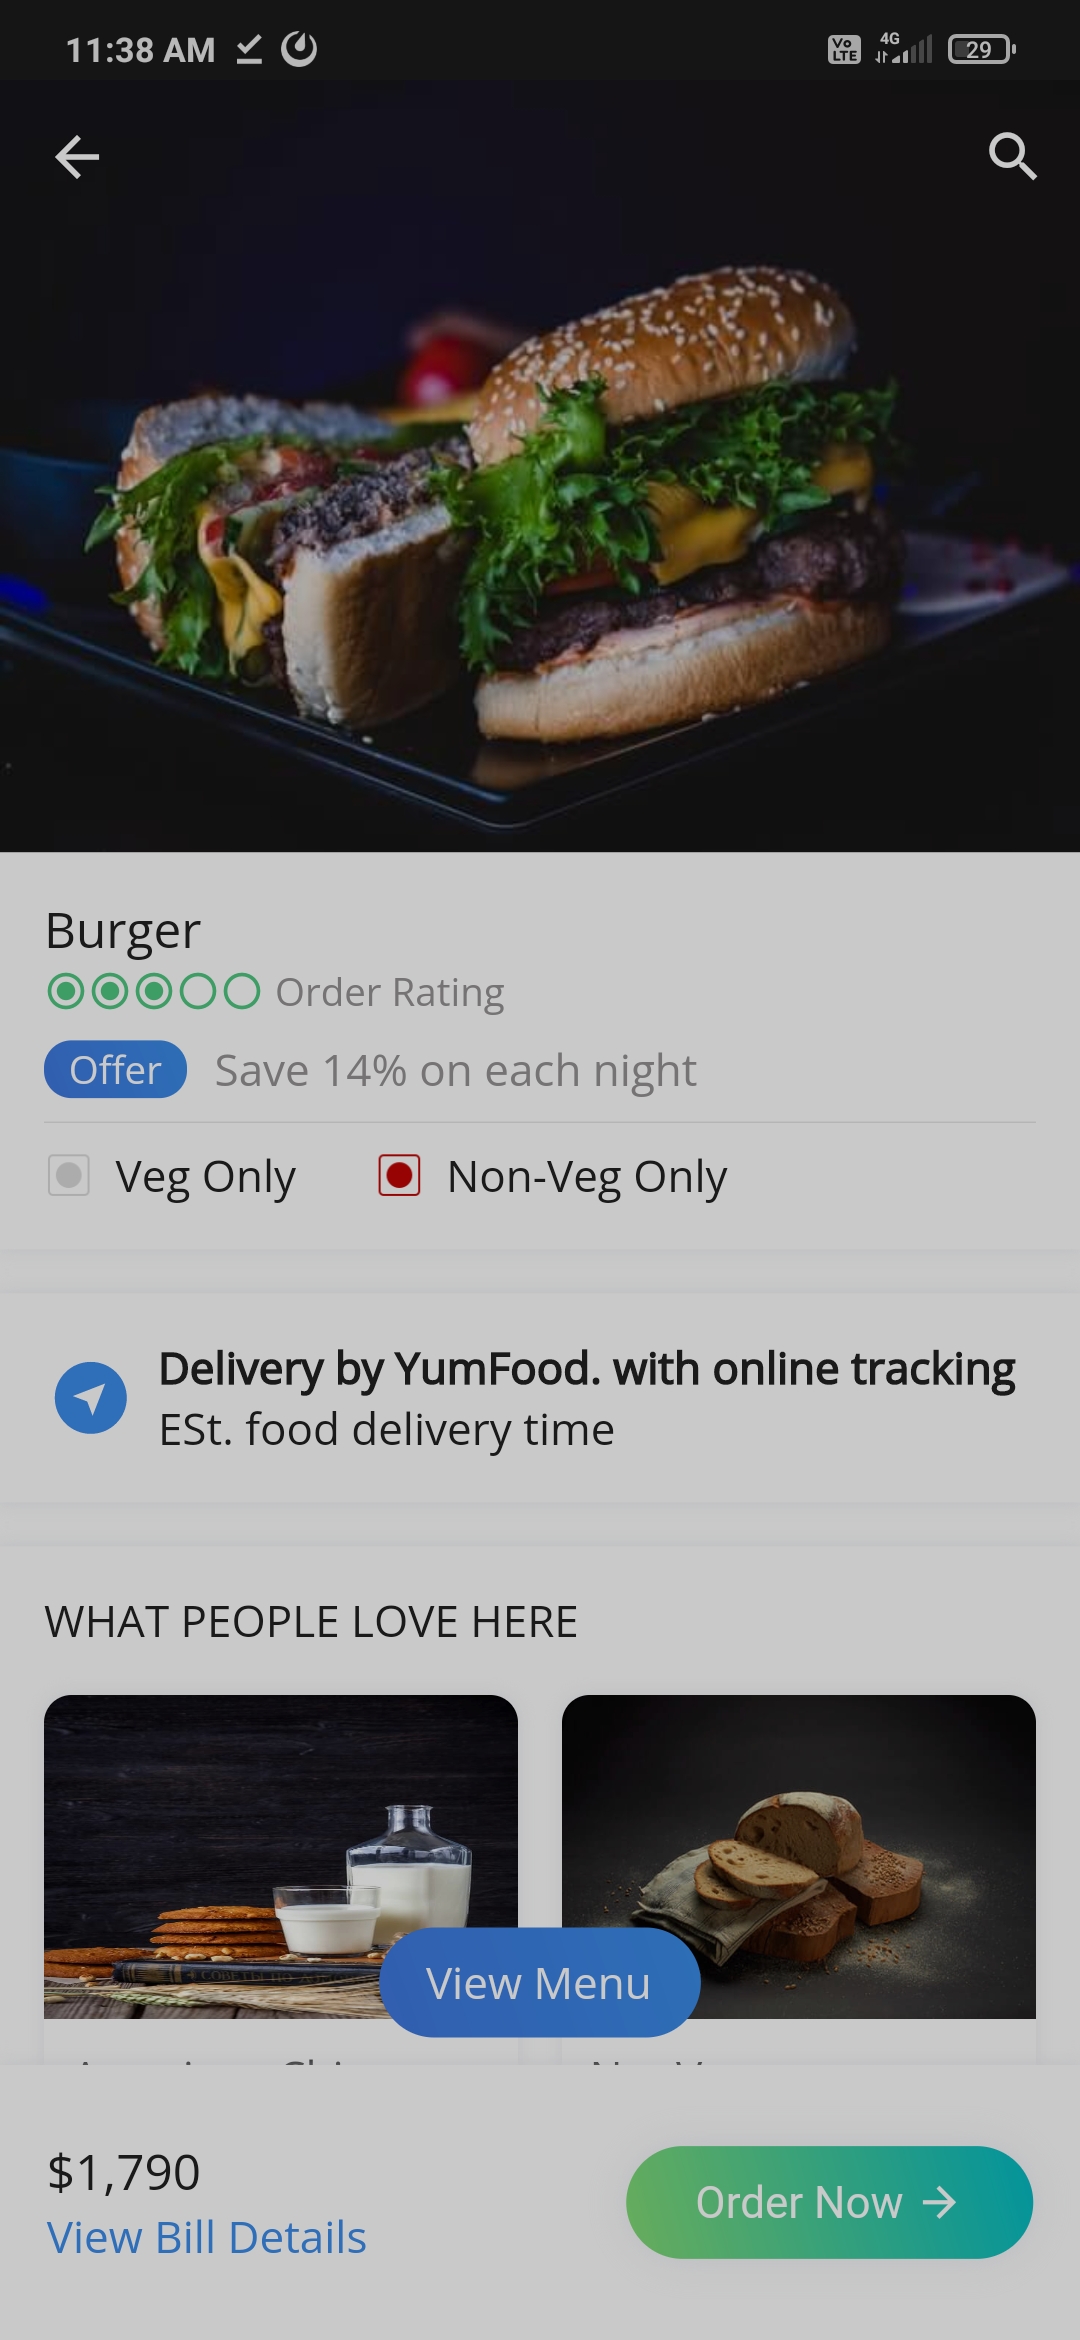 11:38 AM
Vo LTE 4G 29
Burger
Order Rating
Offer Save 14% on each night
Veg Only Non-Veg Only
Delivery by YumFood. with online tracking
ESt. food delivery time
WHAT PEOPLE LOVE HERE
View Menu
$1,790
View Bill Details
Order Now →